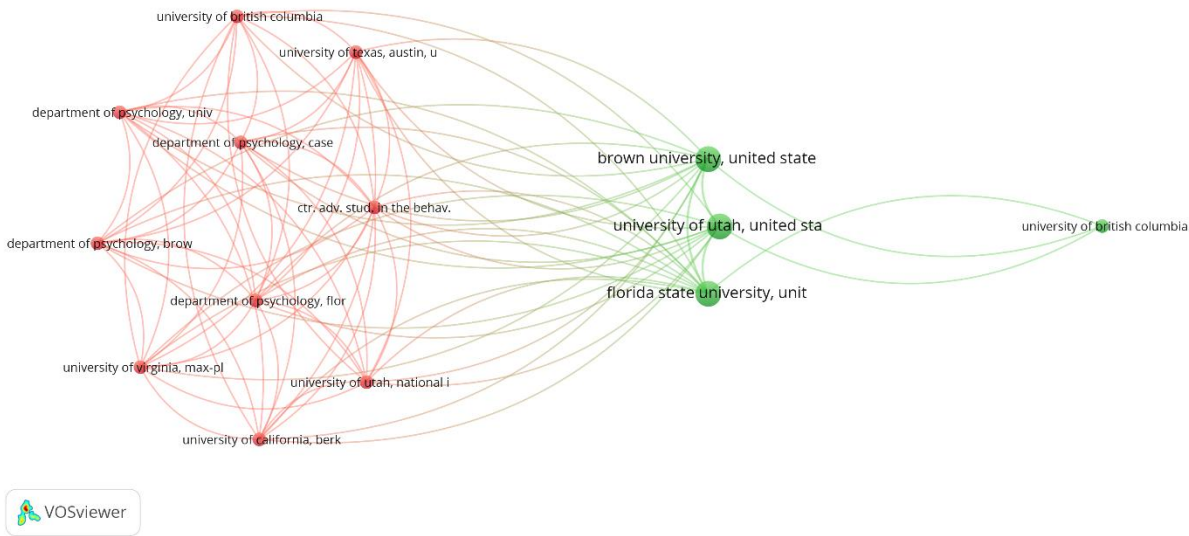 university of british columbia
university of texas, austin, u
department of psychology, univ
department of psychology, case
brown university, united state
ctr. adv. stud. in the behav.
university of utah, united sta
university of british columbia
department of psychology, brow
florida state university, unit
department of psychology, flor
university of virginia, max-pl
university of utah, national i
university of california, berk
VOSviewer